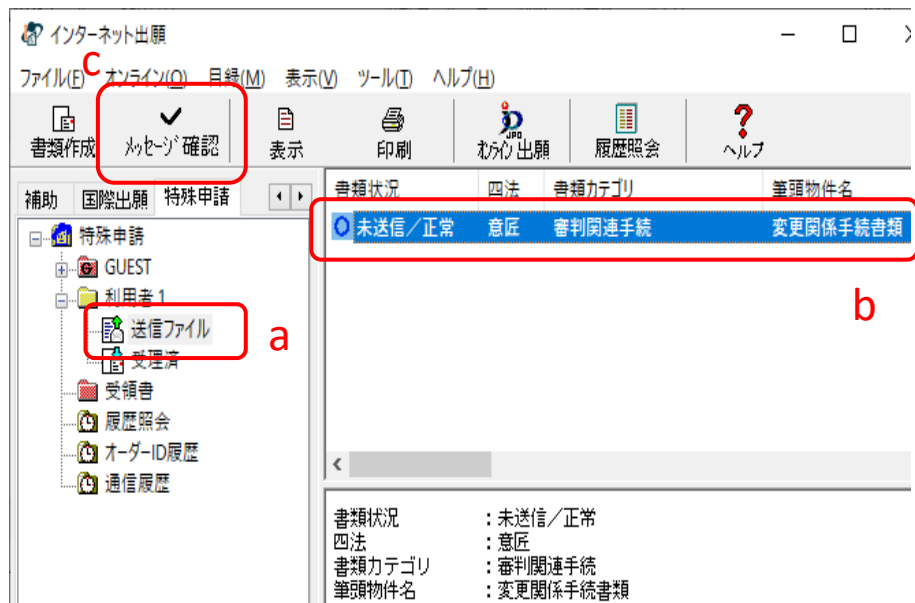 インターネット出願
c
ファイル(F) オンライン(O) 目録(M) 表示(V) ツール(T) ヘルプ(H)
書類作成 メッセージ確認 表示 印刷 オンライン出願 履歴照会 ヘルプ
補助 国際出願 特殊申請
書類状況 四法 書類カテゴリ 筆頭物件名
未送信/正常 意匠 審判関連手続 変更関係手続書類
b
特殊申請
GUEST
利用者1
送信ファイル
a
受理済
受領書
履歴照会
オーダーID履歴
通信履歴
書類状況 :未送信/正常
四法 :意匠
書類カテゴリ :審判関連手続
筆頭物件名 :変更関係手続書類